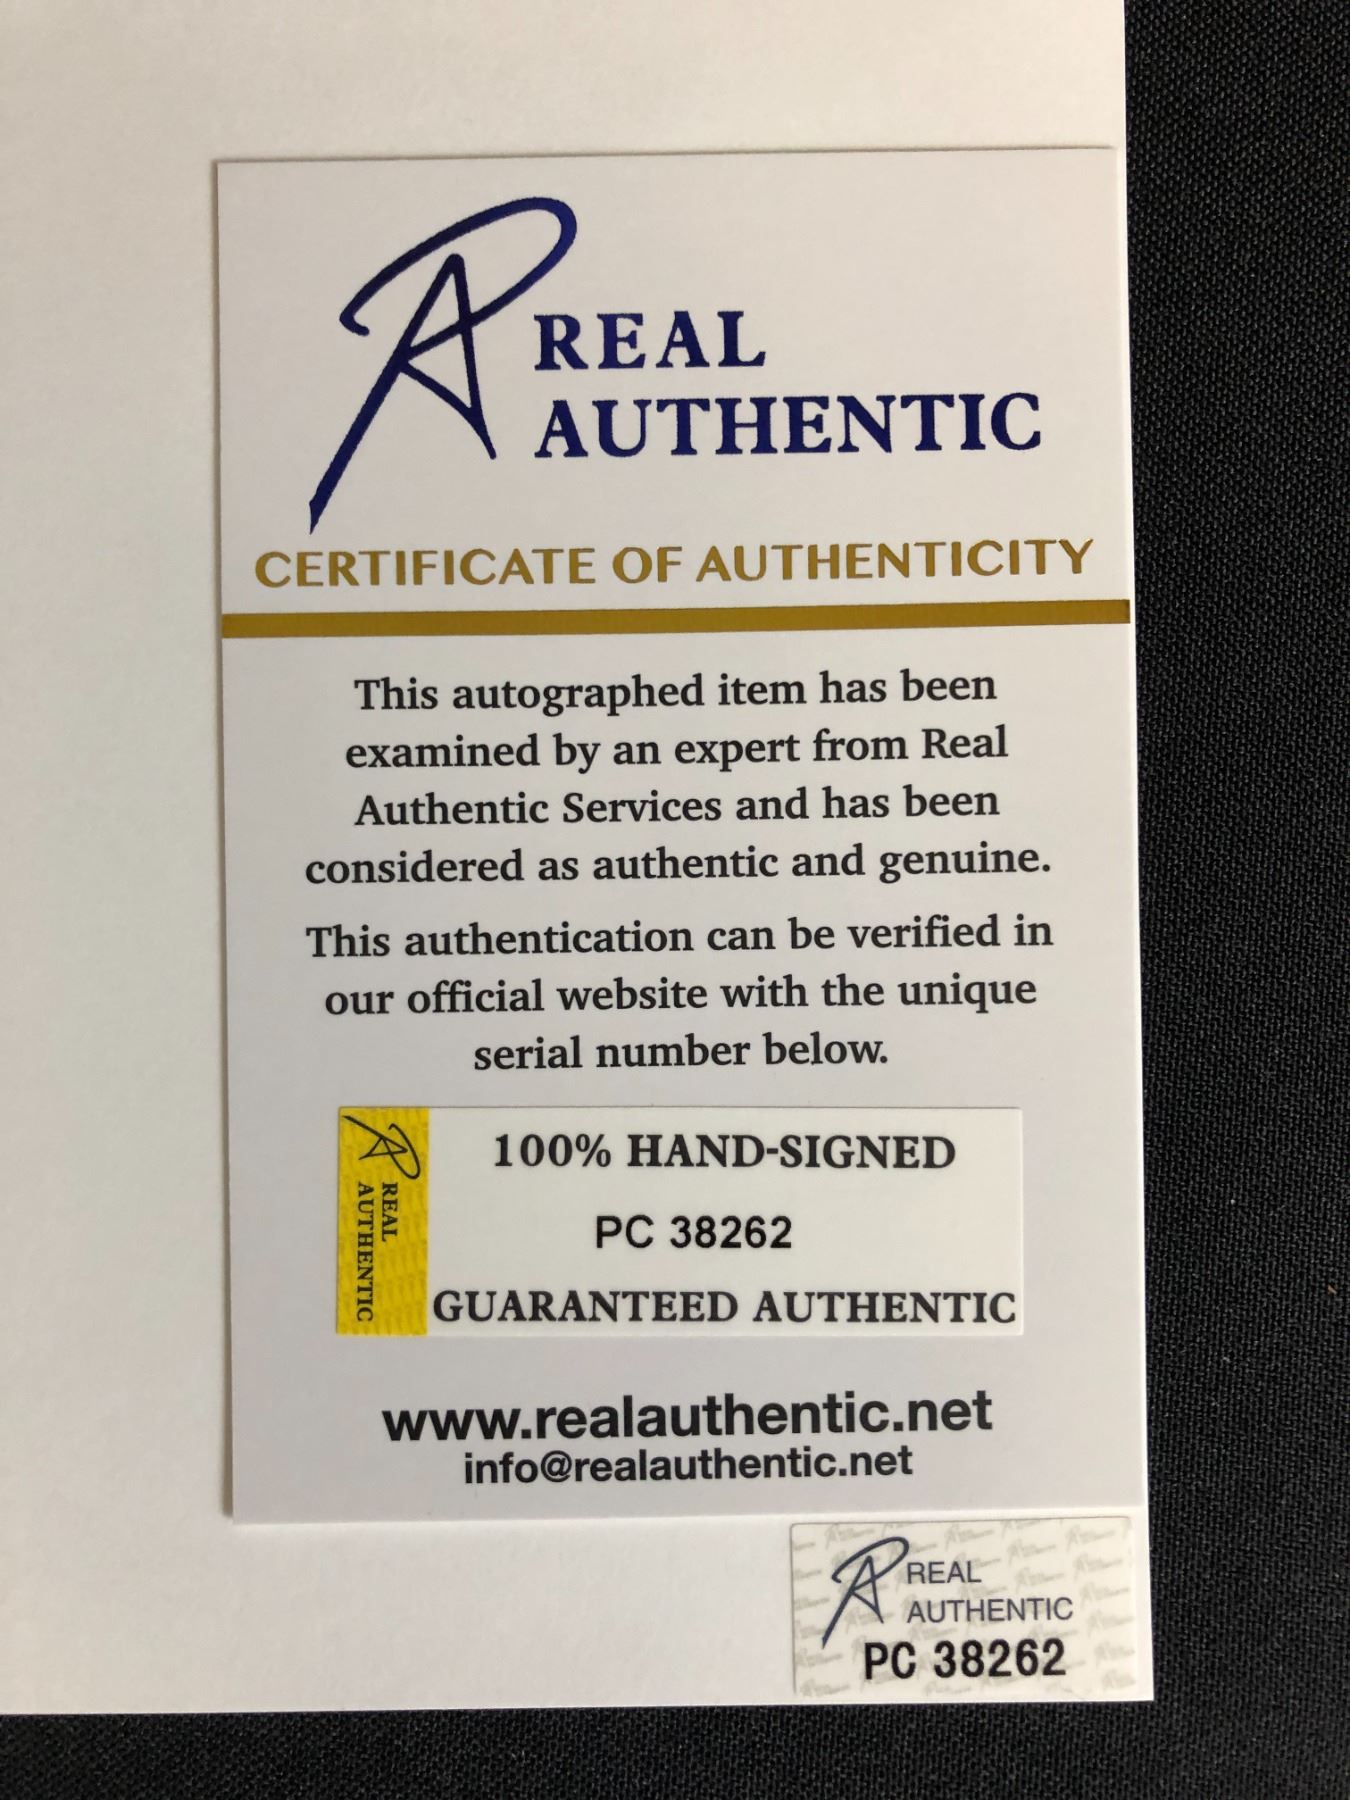 REAL
AUTHENTIC
CERTIFICATE OF AUTHENTICITY
This autographed item has been
examined by an expert from Real
Authentic Services and has been
considered as authentic and genuine.
This authentication can be verified in
our official website with the unique
serial number below.
REAL
AUTHENTIC
100% HAND-SIGNED
PC 38262
GUARANTEED AUTHENTIC
www.realauthentic.net
info@realauthentic.net
REAL
AUTHENTIC
PC 38262